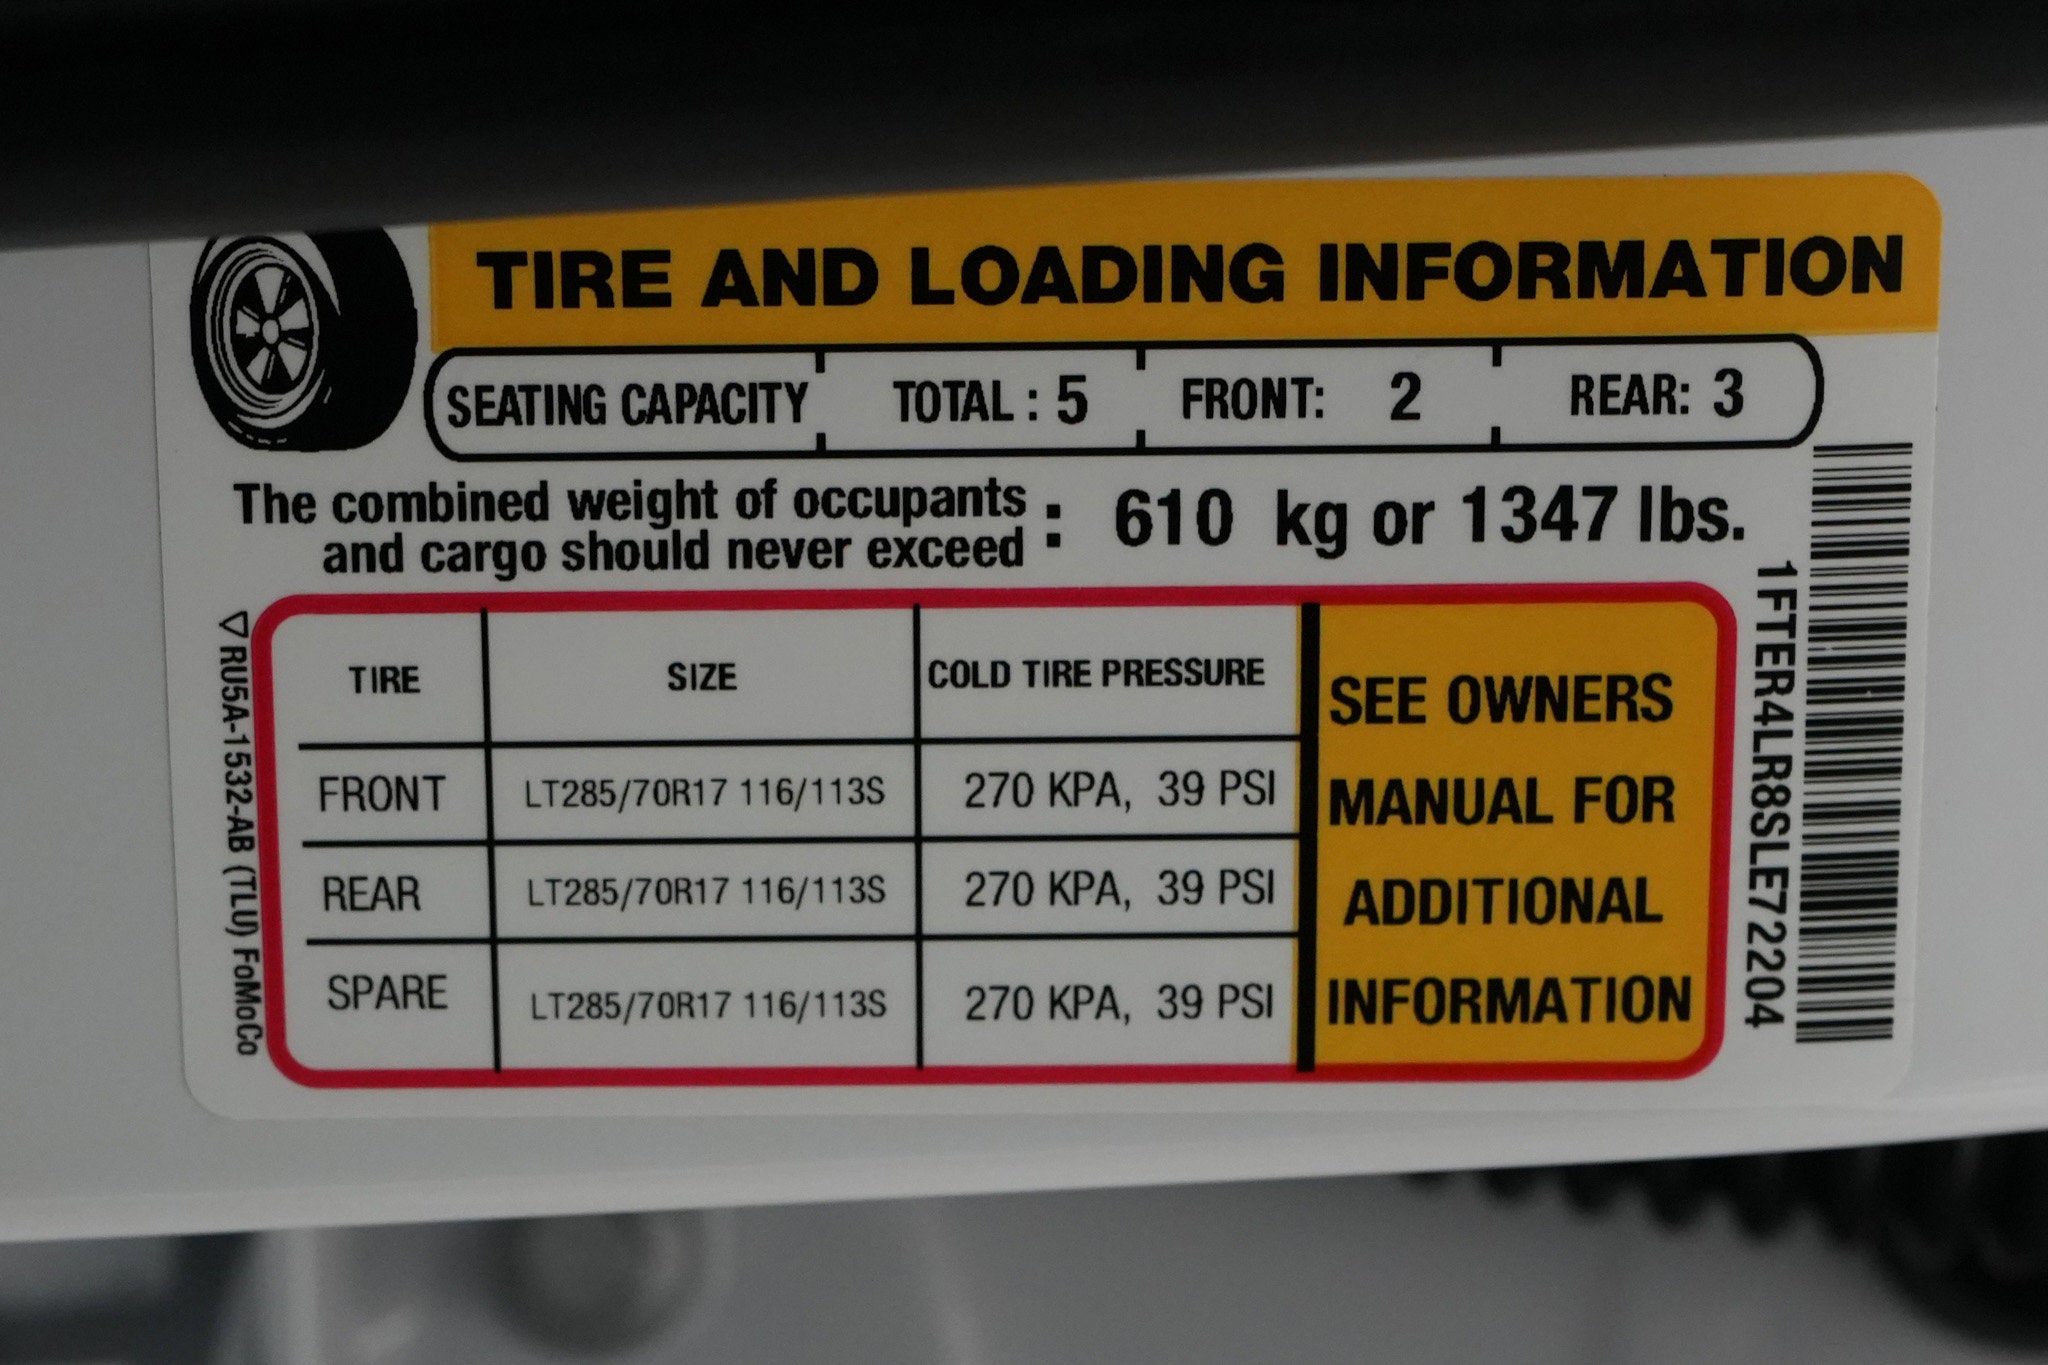 TIRE AND LOADING INFORMATION
SEATING CAPACITY TOTAL : 5 FRONT: 2 REAR: 3
The combined weight of occupants
and cargo should never exceed : 610 kg or 1347 lbs.
TIRE SIZE COLD TIRE PRESSURE
FRONT LT285/70R17 116/113S 270 KPA, 39 PSI
REAR LT285/70R17 116/113S 270 KPA, 39 PSI
SPARE LT285/70R17 116/113S 270 KPA, 39 PSI
SEE OWNERS
MANUAL FOR
ADDITIONAL
INFORMATION
RU5A-1532-AB (TLU) FoMoCo
1FTER4LR8SLE72204